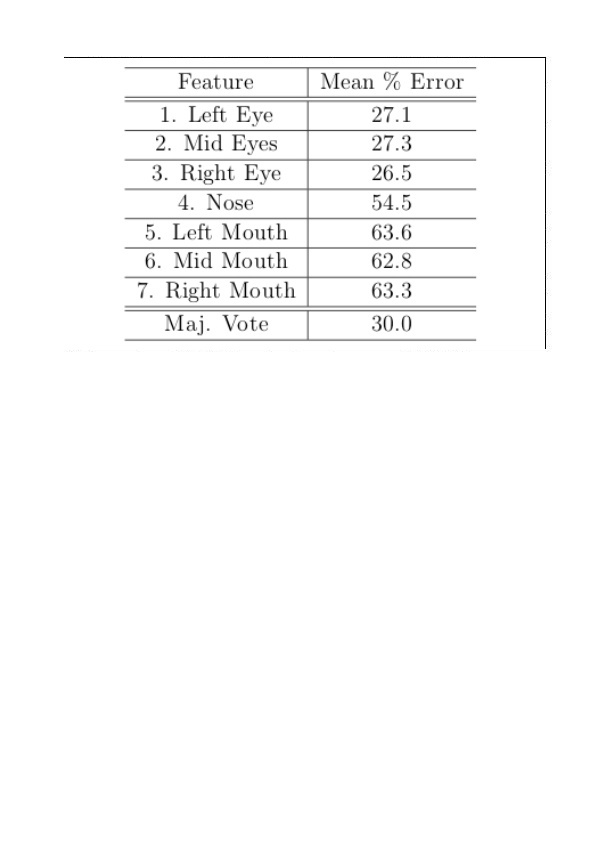 Feature Mean % Error
1. Left Eye 27.1
2. Mid Eyes 27.3
3. Right Eye 26.5
4. Nose 54.5
5. Left Mouth 63.6
6. Mid Mouth 62.8
7. Right Mouth 63.3
Maj. Vote 30.0